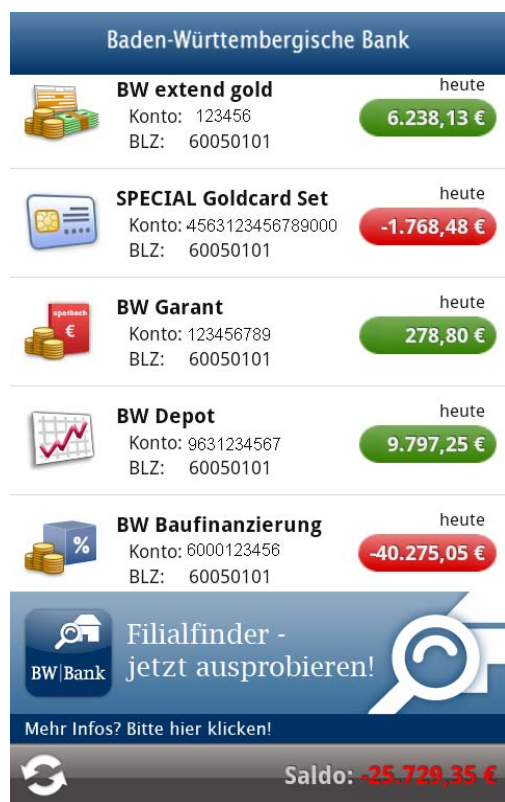 Baden-Württembergische Bank
BW extend gold
heute
Konto: 123456
6.238,13 €
BLZ: 60050101
SPECIAL Goldcard Set
heute
Konto: 4563123456789000
-1.768,48 €
BLZ: 60050101
sparbuch
€
BW Garant
heute
Konto: 123456789
278,80 €
BLZ: 60050101
BW Depot
heute
Konto: 9631234567
9.797,25 €
BLZ: 60050101
%
BW Baufinanzierung
heute
Konto: 6000123456
-40.275,05 €
BLZ: 60050101
BW|Bank
Filialfinder -
jetzt ausprobieren!
Mehr Infos? Bitte hier klicken!
Saldo: -25.729,35 €